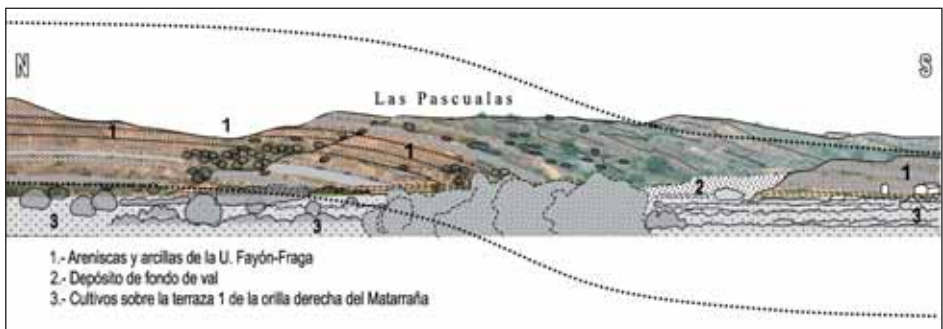 N
S
Las Pascualas
1
1
1
1
2
3
3
3
1.- Areniscas y arcillas de la U. Fayón-Fraga
2.- Depósito de fondo de val
3.- Cultivos sobre la terraza 1 de la orilla derecha del Matarraña